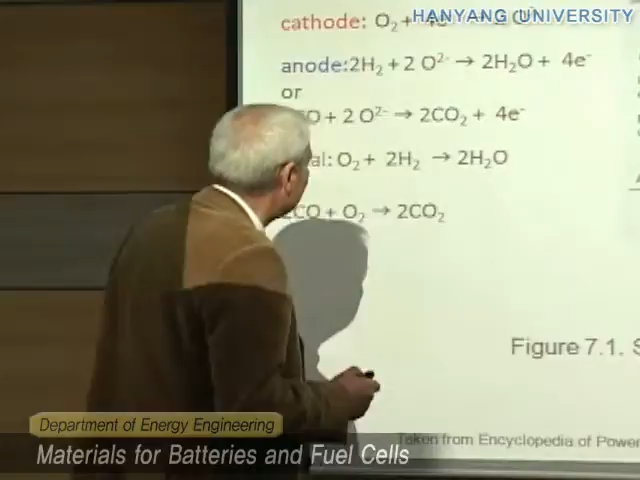 HANYANG UNIVERSITY
cathode: O₂ +
anode:2H₂ + 2 O²⁻ → 2H₂O + 4e⁻
or
+ 2 O²⁻ → 2CO₂ + 4e⁻
al: O₂ + 2H₂ → 2H₂O
2CO + O₂ → 2CO₂
Figure 7.1.
Taken from Encyclopedia of Power
Department of Energy Engineering
Materials for Batteries and Fuel Cells